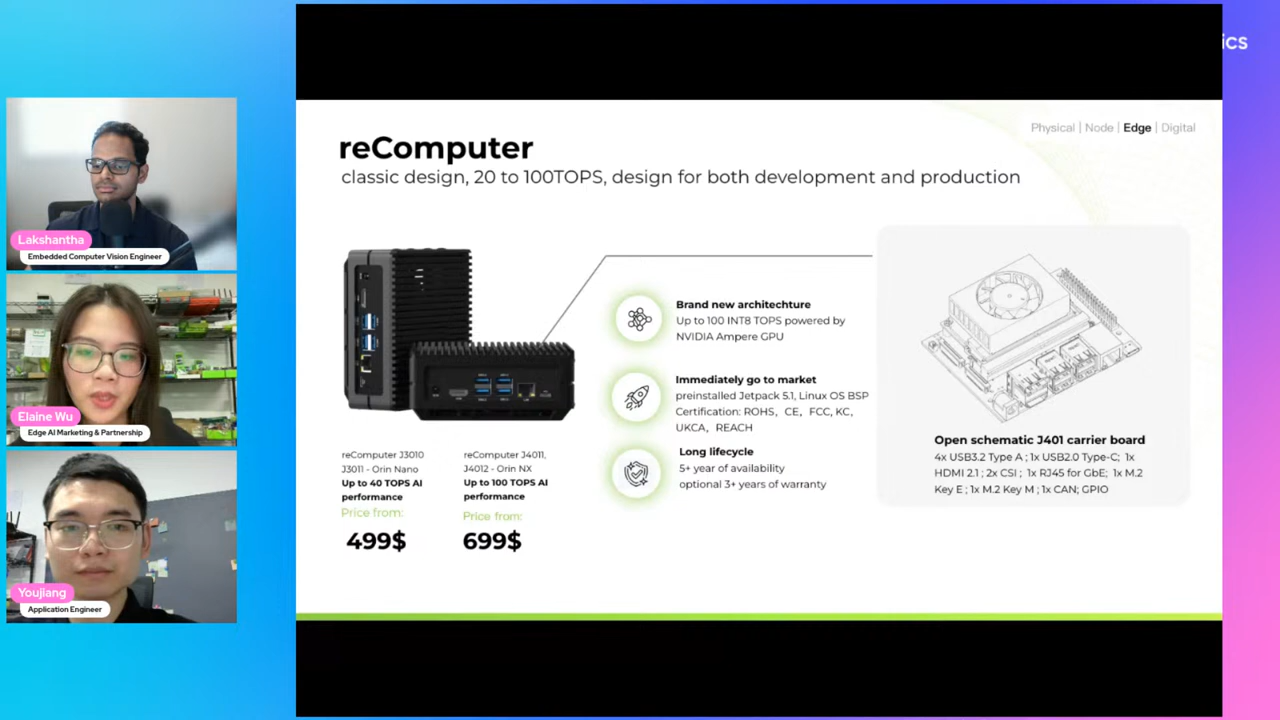 ics
Lakshantha
Embedded Computer Vision Engineer
Elaine Wu
Edge AI Marketing & Partnership
Youjiang
Application Engineer
Physical | Node | Edge | Digital
reComputer
classic design, 20 to 100TOPS, design for both development and production
Brand new architechture
Up to 100 INT8 TOPS powered by
NVIDIA Ampere GPU
Immediately go to market
preinstalled Jetpack 5.1, Linux OS BSP
Certification: ROHS, CE, FCC, KC,
UKCA, REACH
Long lifecycle
5+ year of availability
optional 3+ years of warranty
reComputer J3010
J3011 - Orin Nano
Up to 40 TOPS AI
performance
Price from:
499$
reComputer J4011,
J4012 - Orin NX
Up to 100 TOPS AI
performance
Price from:
699$
Open schematic J401 carrier board
4x USB3.2 Type A ; 1x USB2.0 Type-C; 1x
HDMI 2.1 ; 2x CSI ; 1x RJ45 for GbE; 1x M.2
Key E ; 1x M.2 Key M ; 1x CAN; GPIO